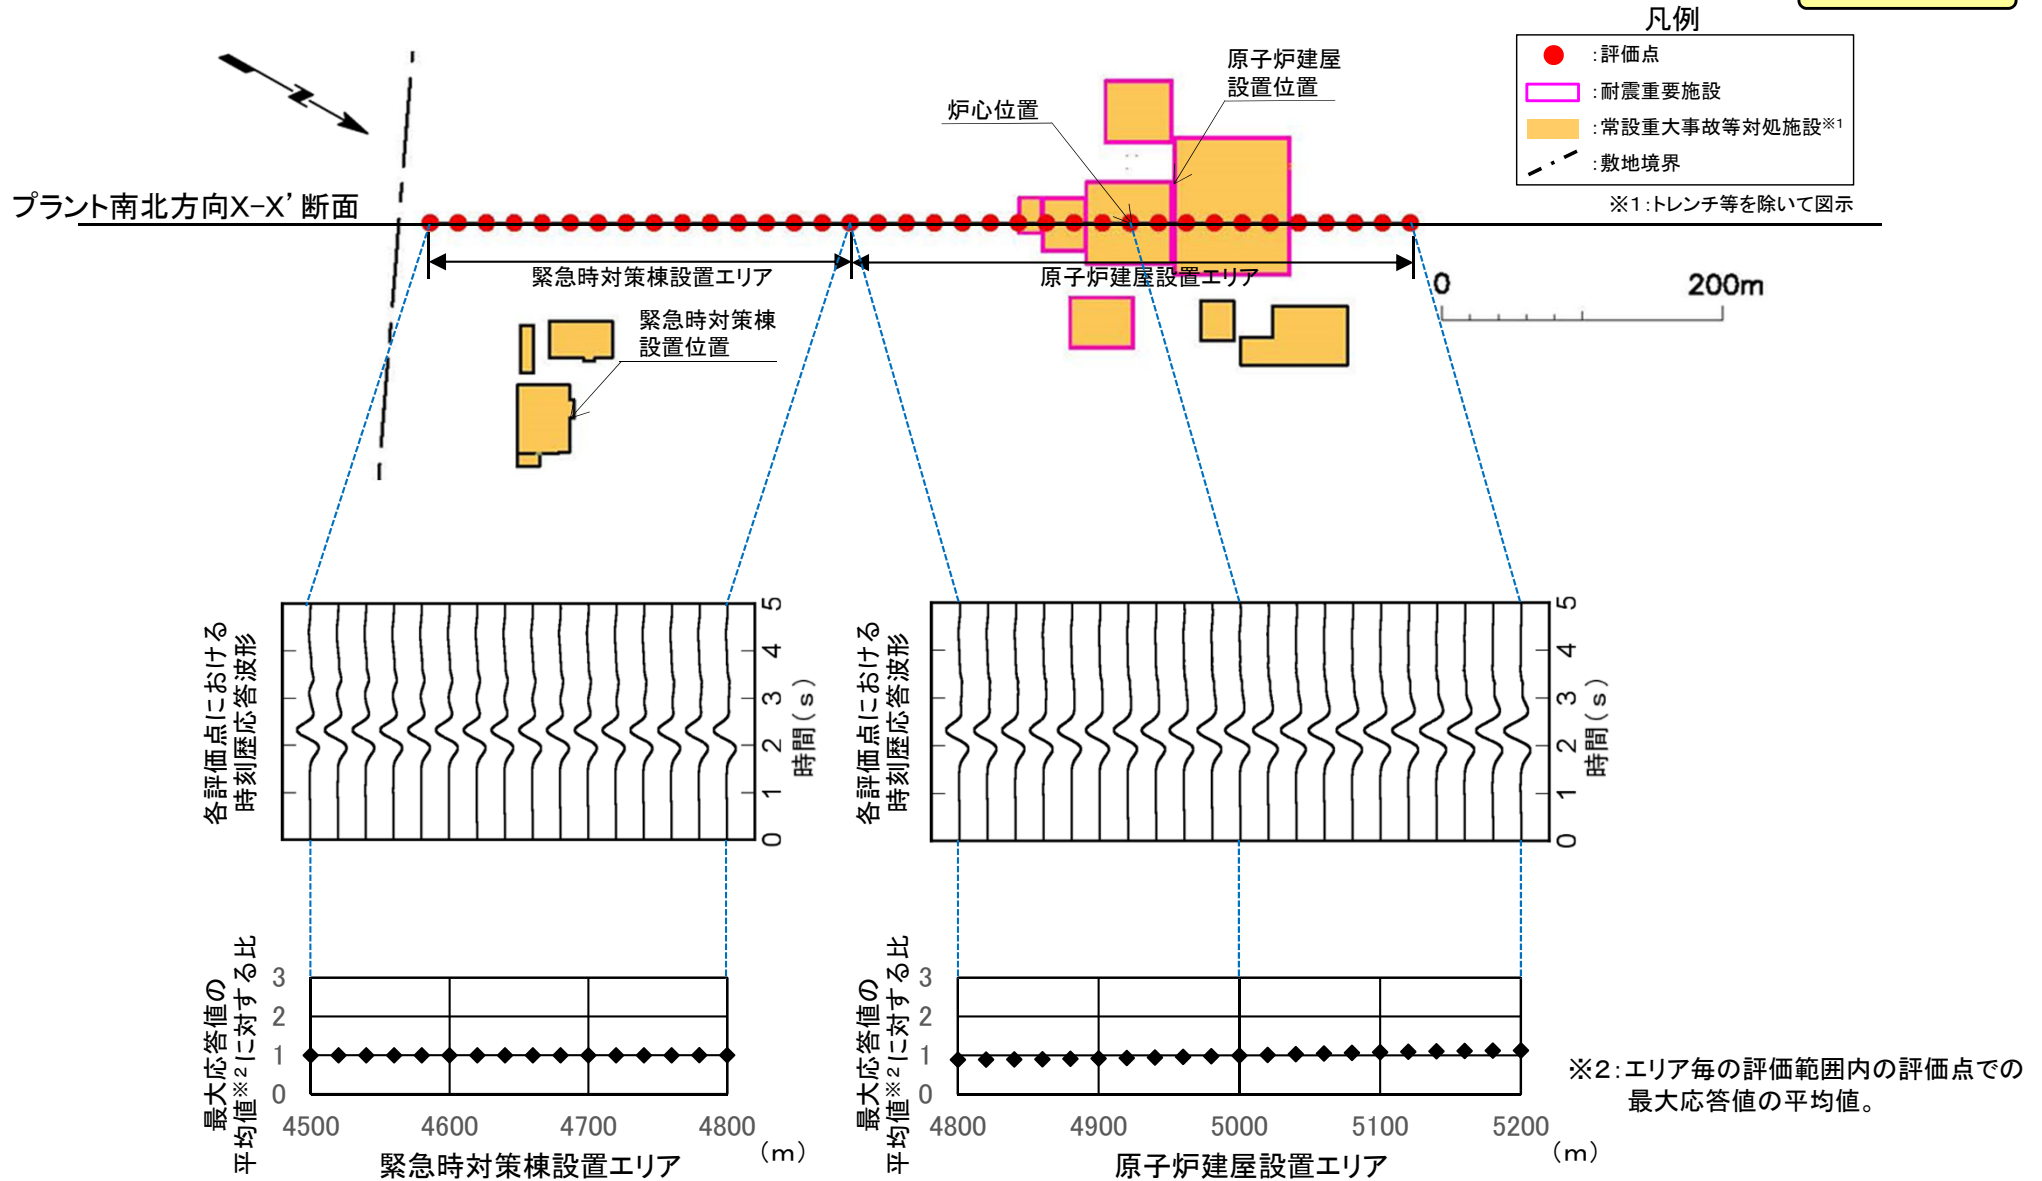 凡例
:評価点
:耐震重要施設
:常設重大事故等対処施設※1
:敷地境界
※1:トレンチ等を除いて図示
原子炉建屋
設置位置
炉心位置
プラント南北方向X-X’断面
緊急時対策棟設置エリア
原子炉建屋設置エリア
0
200m
緊急時対策棟
設置位置
各評価点における
時刻歴応答波形
0 1 2 3 4 5
時間(s)
各評価点における
時刻歴応答波形
0 1 2 3 4 5
時間(s)
最大応答値の
平均値※2に対する比
3
2
1
0
4500 4600 4700 4800
(m)
緊急時対策棟設置エリア
最大応答値の
平均値※2に対する比
3
2
1
0
4800 4900 5000 5100 5200
(m)
原子炉建屋設置エリア
※2:エリア毎の評価範囲内の評価点での
最大応答値の平均値。